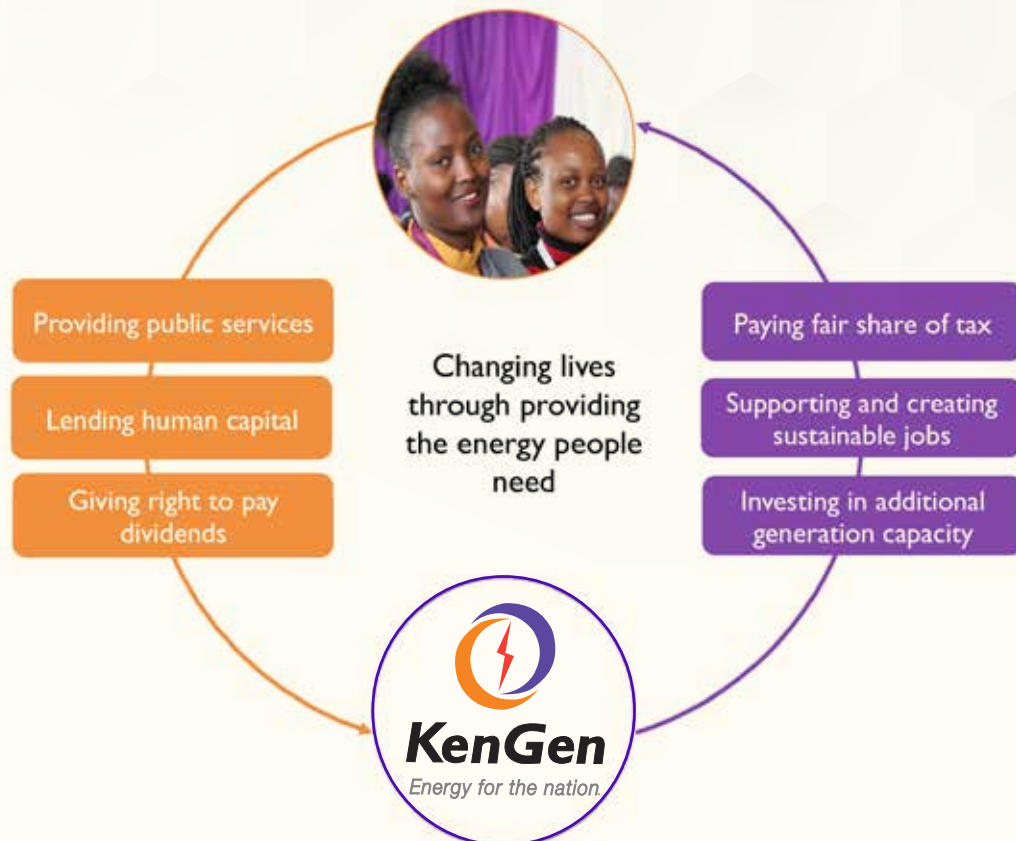 Providing public services
Lending human capital
Giving right to pay
dividends
Changing lives
through providing
the energy people
need
Paying fair share of tax
Supporting and creating
sustainable jobs
Investing in additional
generation capacity
KenGen
Energy for the nation.